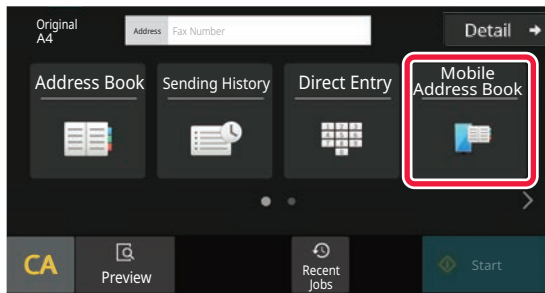 Original
A4
Address Fax Number
Detail
Address Book
Sending History
Direct Entry
Mobile
Address Book
CA
Preview
Recent
Jobs
Start